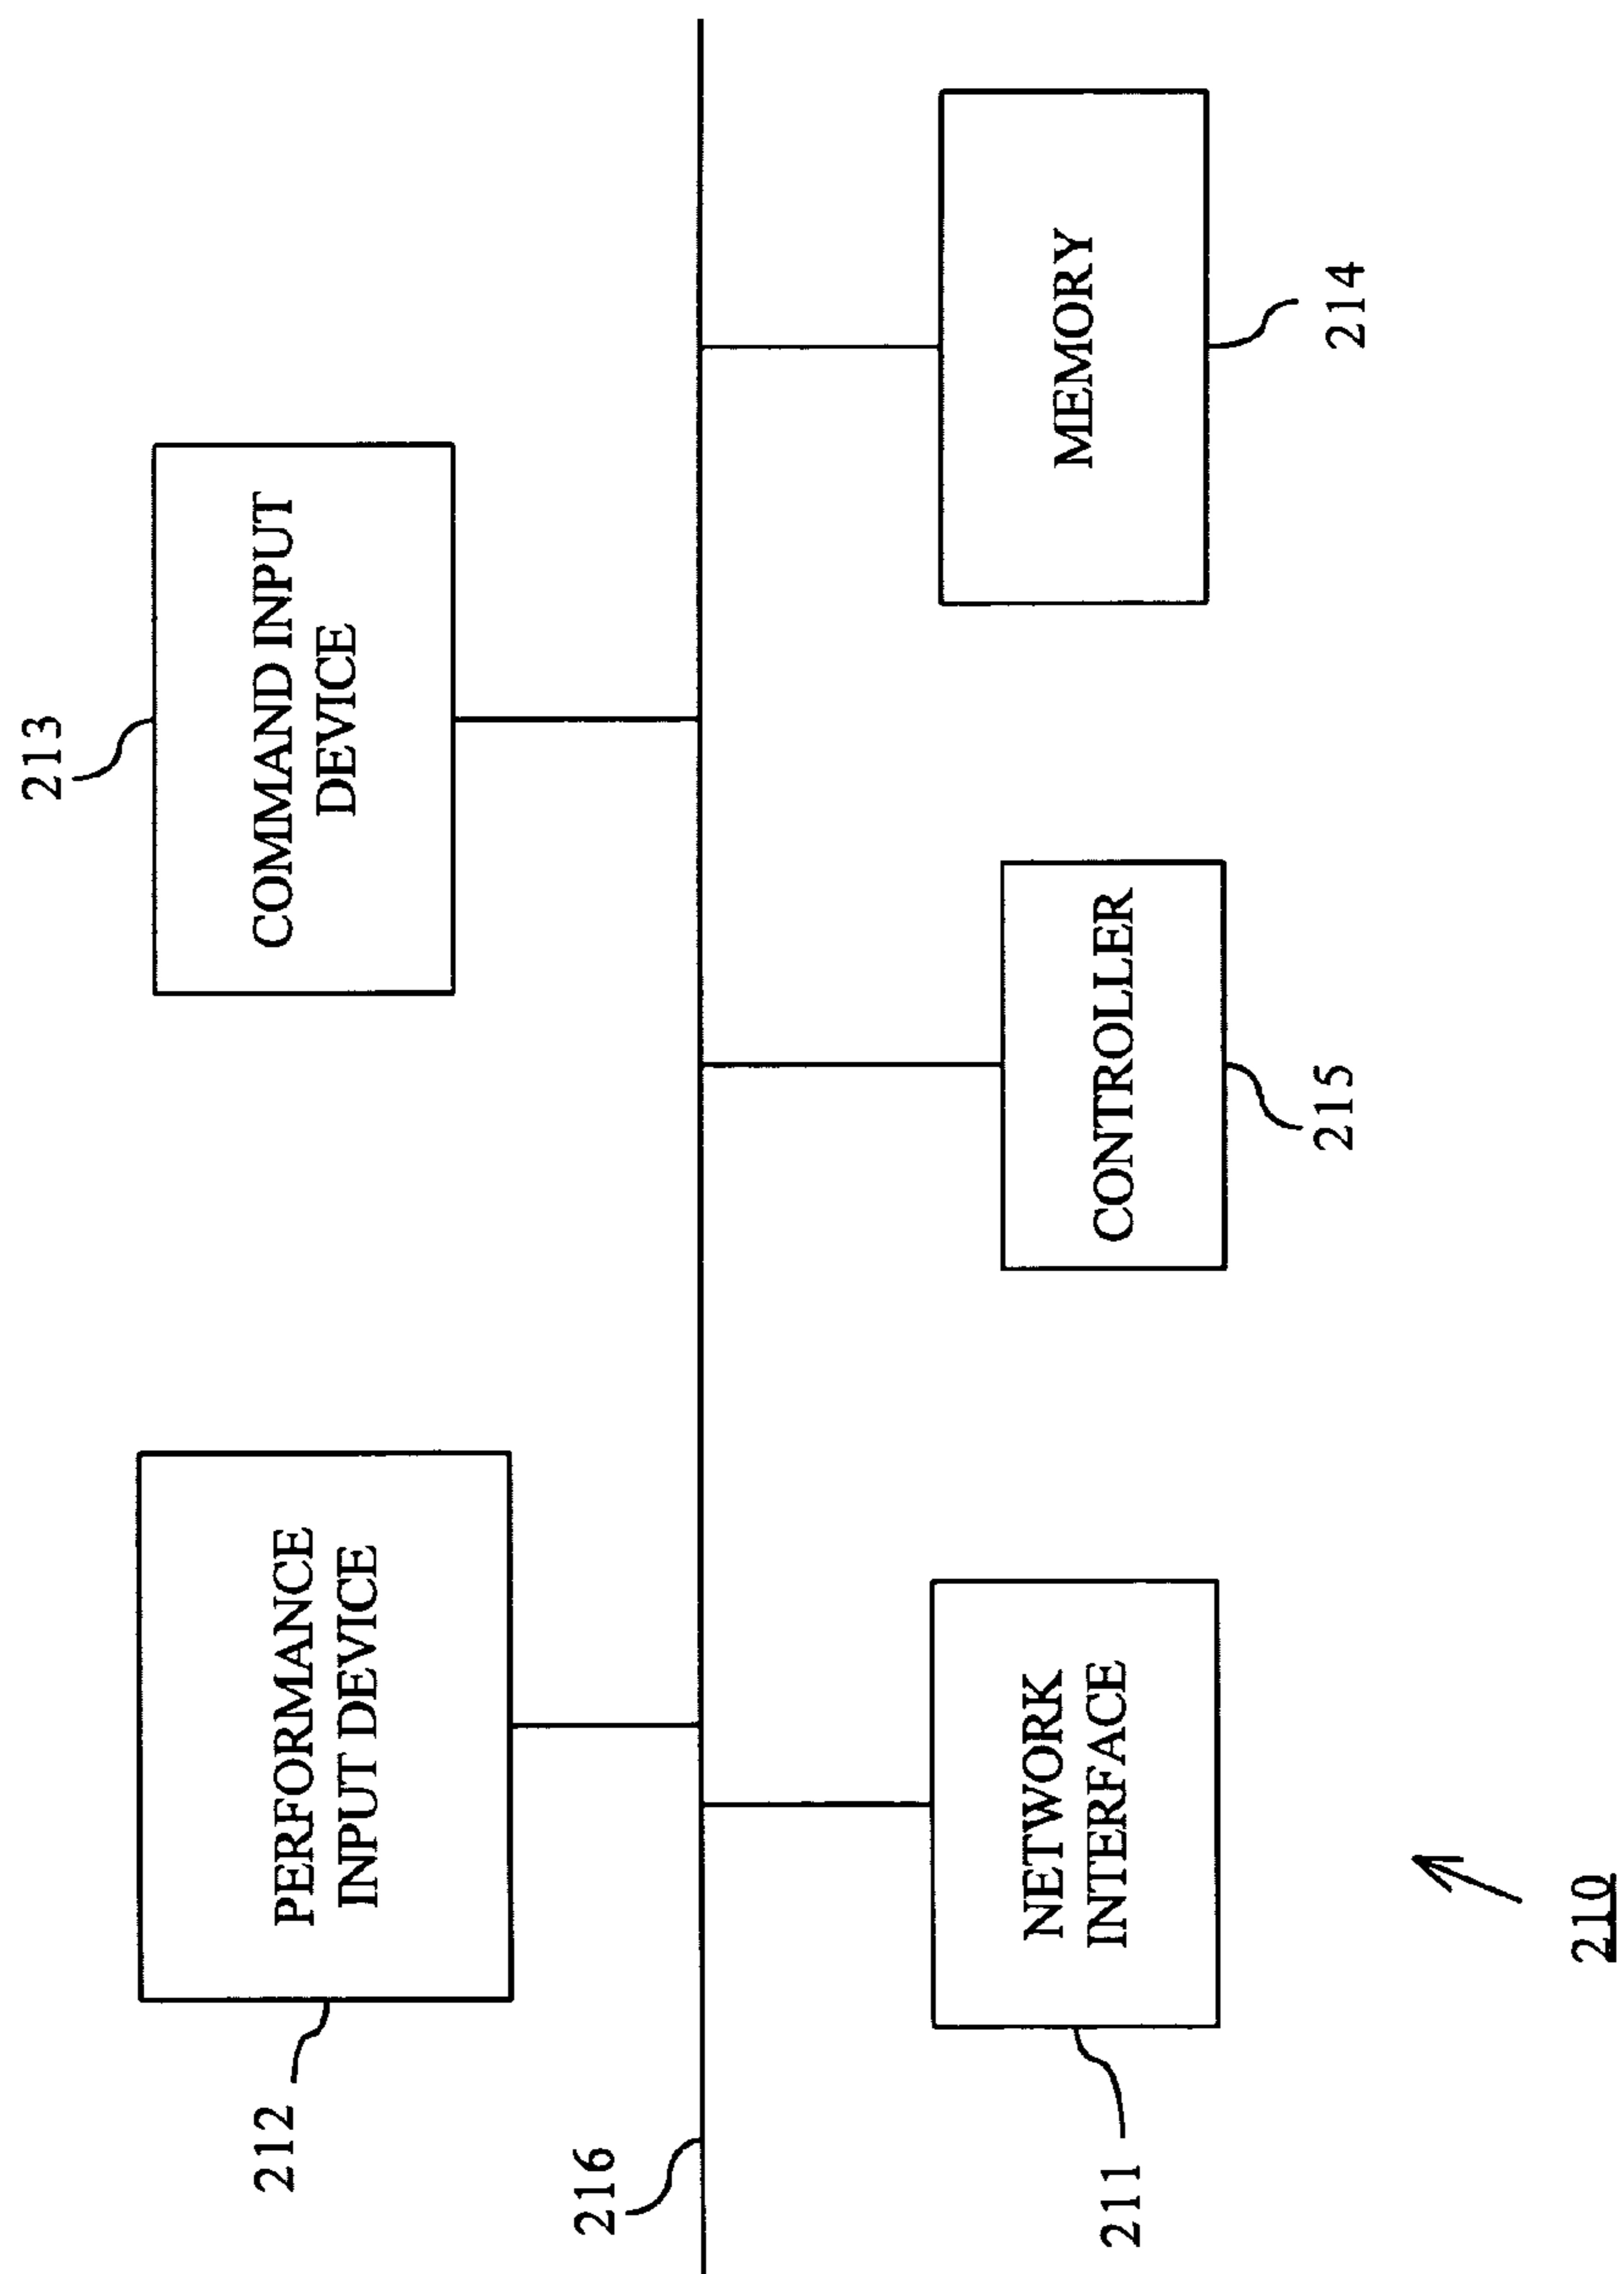 212
PERFORMANCE
INPUT DEVICE
213
COMMAND INPUT
DEVICE
216
211
NETWORK
INTERFACE
CONTROLLER
215
MEMORY
214
210